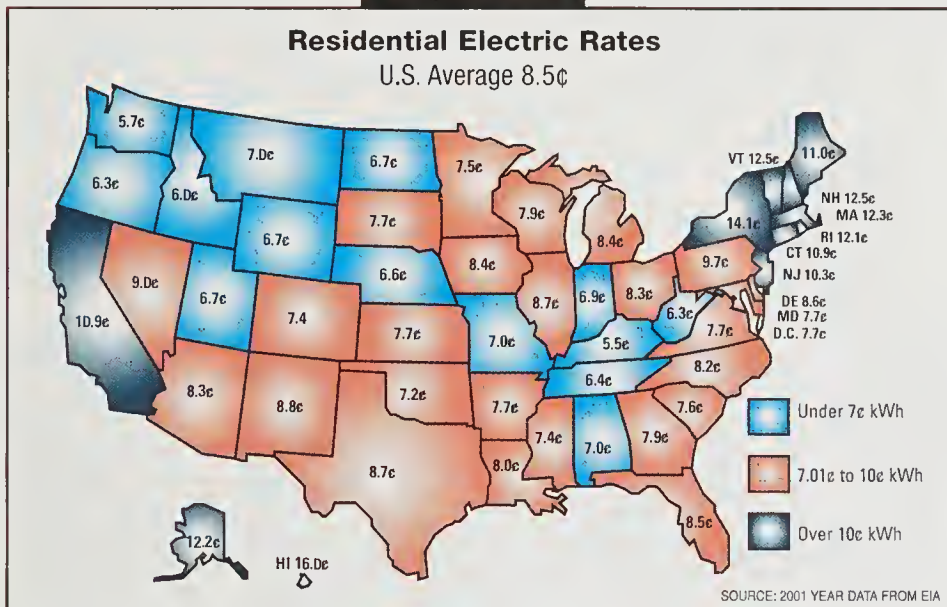 Residential Electric Rates
U.S. Average 8.5¢
5.7¢
7.D¢
6.7¢
7.5¢
VT 12.5¢
11.0¢
6.3¢
6.D¢
NH 12.5¢
MA 12.3¢
6.7¢
7.7¢
7.9¢
8.4¢
14.1¢
RI 12.1¢
CT 10.9¢
NJ 10.3¢
9.D¢
6.7¢
6.6¢
8.4¢
9.7¢
1D.9¢
7.4
8.7¢
6.9¢
8.3¢
6.3¢
DE 8.6¢
MD 7.7¢
D.C. 7.7¢
7.7¢
7.0¢
5.5¢
7.7¢
8.3¢
8.8¢
7.2¢
7.7¢
6.4¢
8.2¢
7.6¢
8.7¢
8.0¢
7.4¢
7.0¢
7.9¢
8.5¢
Under 7¢ kWh
7.01¢ to 10¢ kWh
Over 10¢ kWh
12.2¢
HI 16.D¢
SOURCE: 2001 YEAR DATA FROM EIA